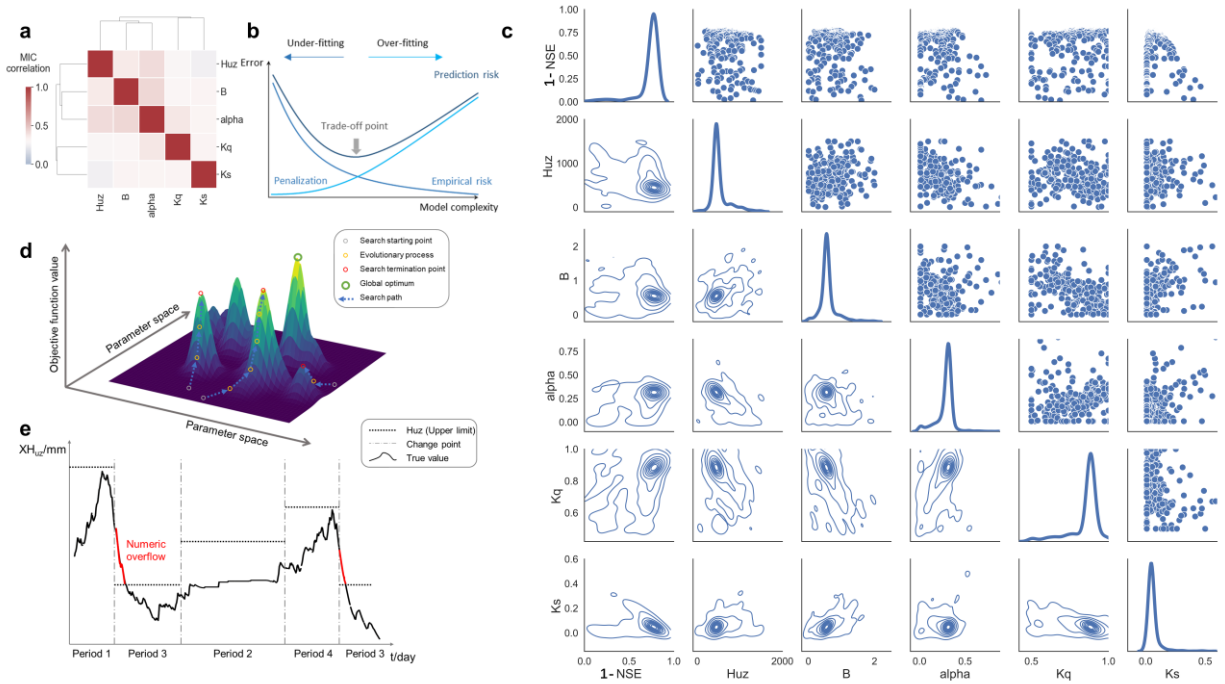 a
MIC
correlation
1.0
0.5
0.0
Huz
B
alpha
Kq
Ks
Huz
B
alpha
Kq
Ks
b
Under-fitting
Over-fitting
Error
Prediction risk
Trade-off point
Penalization
Empirical risk
Model complexity
c
1- NSE
1.00
0.75
0.50
0.25
0.00
Huz
2000
1000
0
B
2
1
0
alpha
0.75
0.50
0.25
0.00
Kq
1.0
0.8
0.6
Ks
0.6
0.4
0.2
0.0
0.0
0.5
1.0
1- NSE
0
2000
Huz
0
2
B
0.0
0.5
alpha
0.6
0.8
1.0
Kq
0.0
0.5
Ks
d
Objective function value
Parameter space
Parameter space
Search starting point
Evolutionary process
Search termination point
Global optimum
Search path
e
XHuz/mm
Huz (Upper limit)
Change point
True value
Numeric
overflow
Period 1
Period 3
Period 2
Period 4
Period 3
t/day